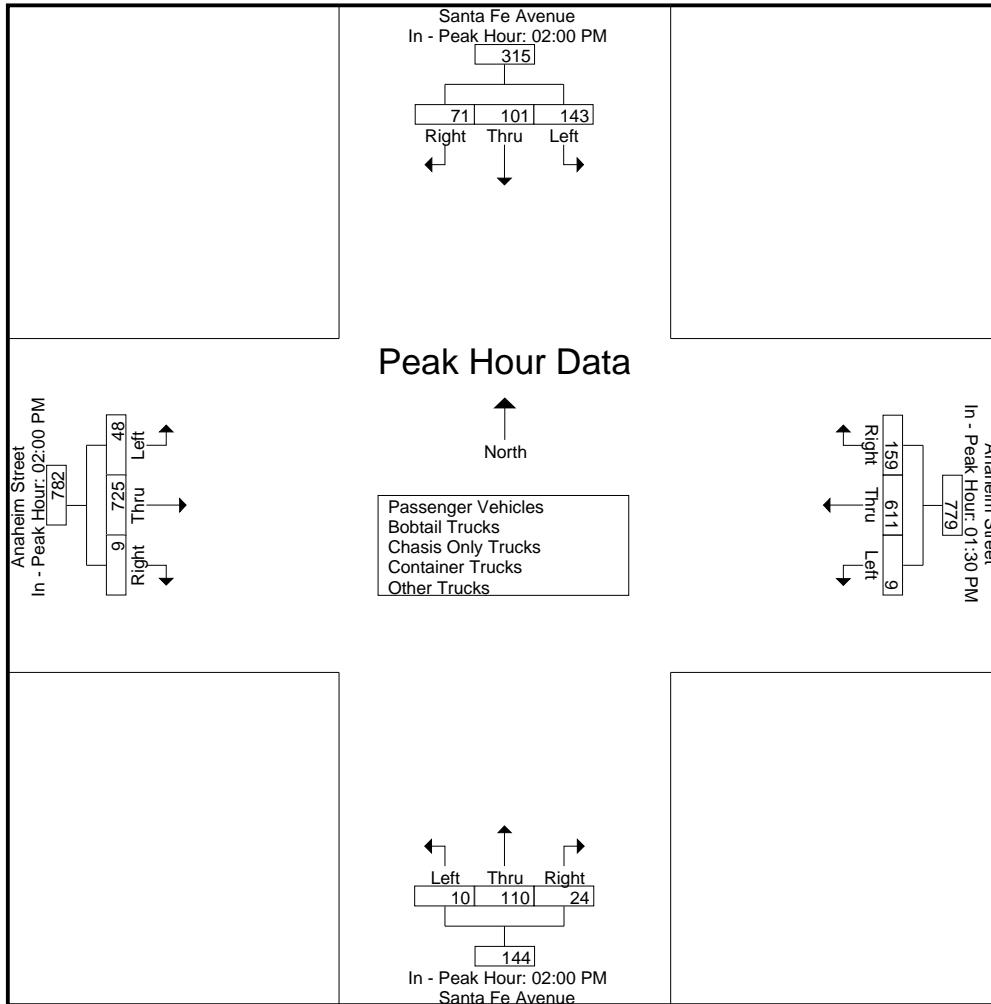 Santa Fe Avenue
In - Peak Hour: 02:00 PM
315
71 101 143
Right Thru Left
Peak Hour Data
North
Anaheim Street
In - Peak Hour: 02:00 PM
782
48 725 9
Left Thru Right
Passenger Vehicles
Bobtail Trucks
Chasis Only Trucks
Container Trucks
Other Trucks
Right Thru Left
159 611 9
779
In - Peak Hour: 01:30 PM
Anaheim Street
Left Thru Right
10 110 24
144
In - Peak Hour: 02:00 PM
Santa Fe Avenue